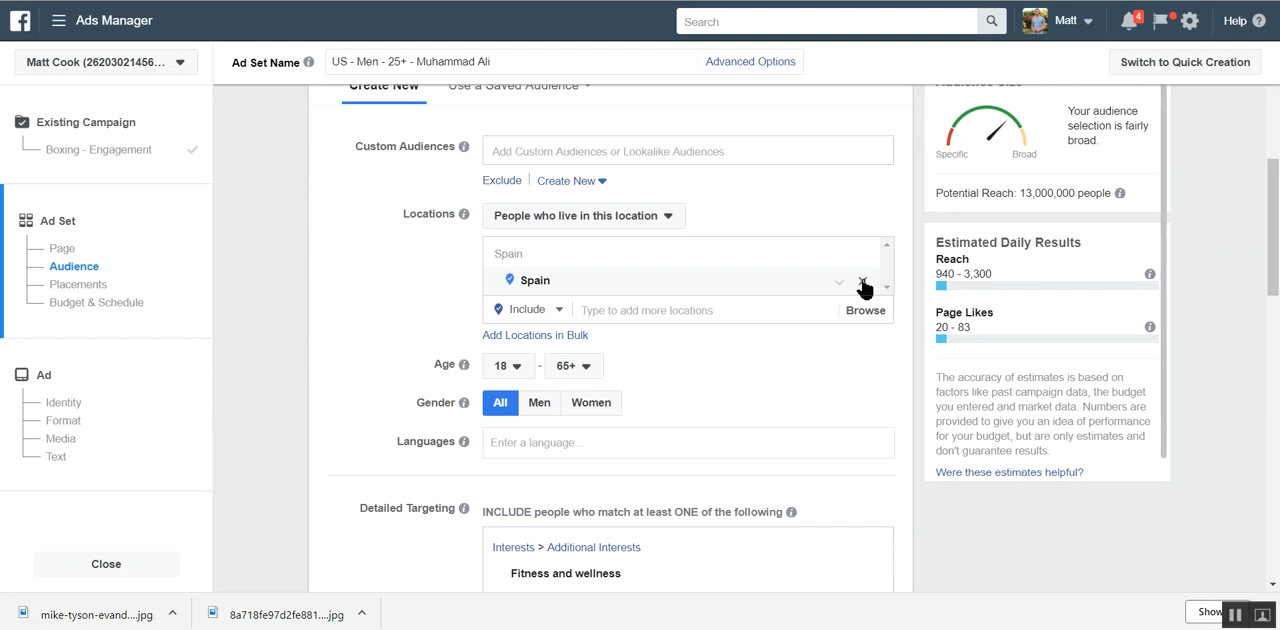 Ads Manager
Search
Matt
4
Help
Matt Cook (26203021456...
Ad Set Name
US - Men - 25+ - Muhammad Ali
Advanced Options
Switch to Quick Creation
Existing Campaign
Boxing - Engagement
Ad Set
Page
Audience
Placements
Budget & Schedule
Ad
Identity
Format
Media
Text
Close
Create New
Use a Saved Audience
Custom Audiences
Add Custom Audiences or Lookalike Audiences
Exclude
Create New
Locations
People who live in this location
Spain
Spain
Include
Type to add more locations
Browse
Add Locations in Bulk
Age
18
-
65+
Gender
All
Men
Women
Languages
Enter a language...
Detailed Targeting
INCLUDE people who match at least ONE of the following
Interests > Additional Interests
Fitness and wellness
Audience Size
Specific
Broad
Your audience
selection is fairly
broad.
Potential Reach: 13,000,000 people
Estimated Daily Results
Reach
940 - 3,300
Page Likes
20 - 83
The accuracy of estimates is based on
factors like past campaign data, the budget
you entered and market data. Numbers are
provided to give you an idea of performance
for your budget, but are only estimates and
don't guarantee results.
Were these estimates helpful?
mike-tyson-evand....jpg
8a718fe97d2fe881....jpg
Show